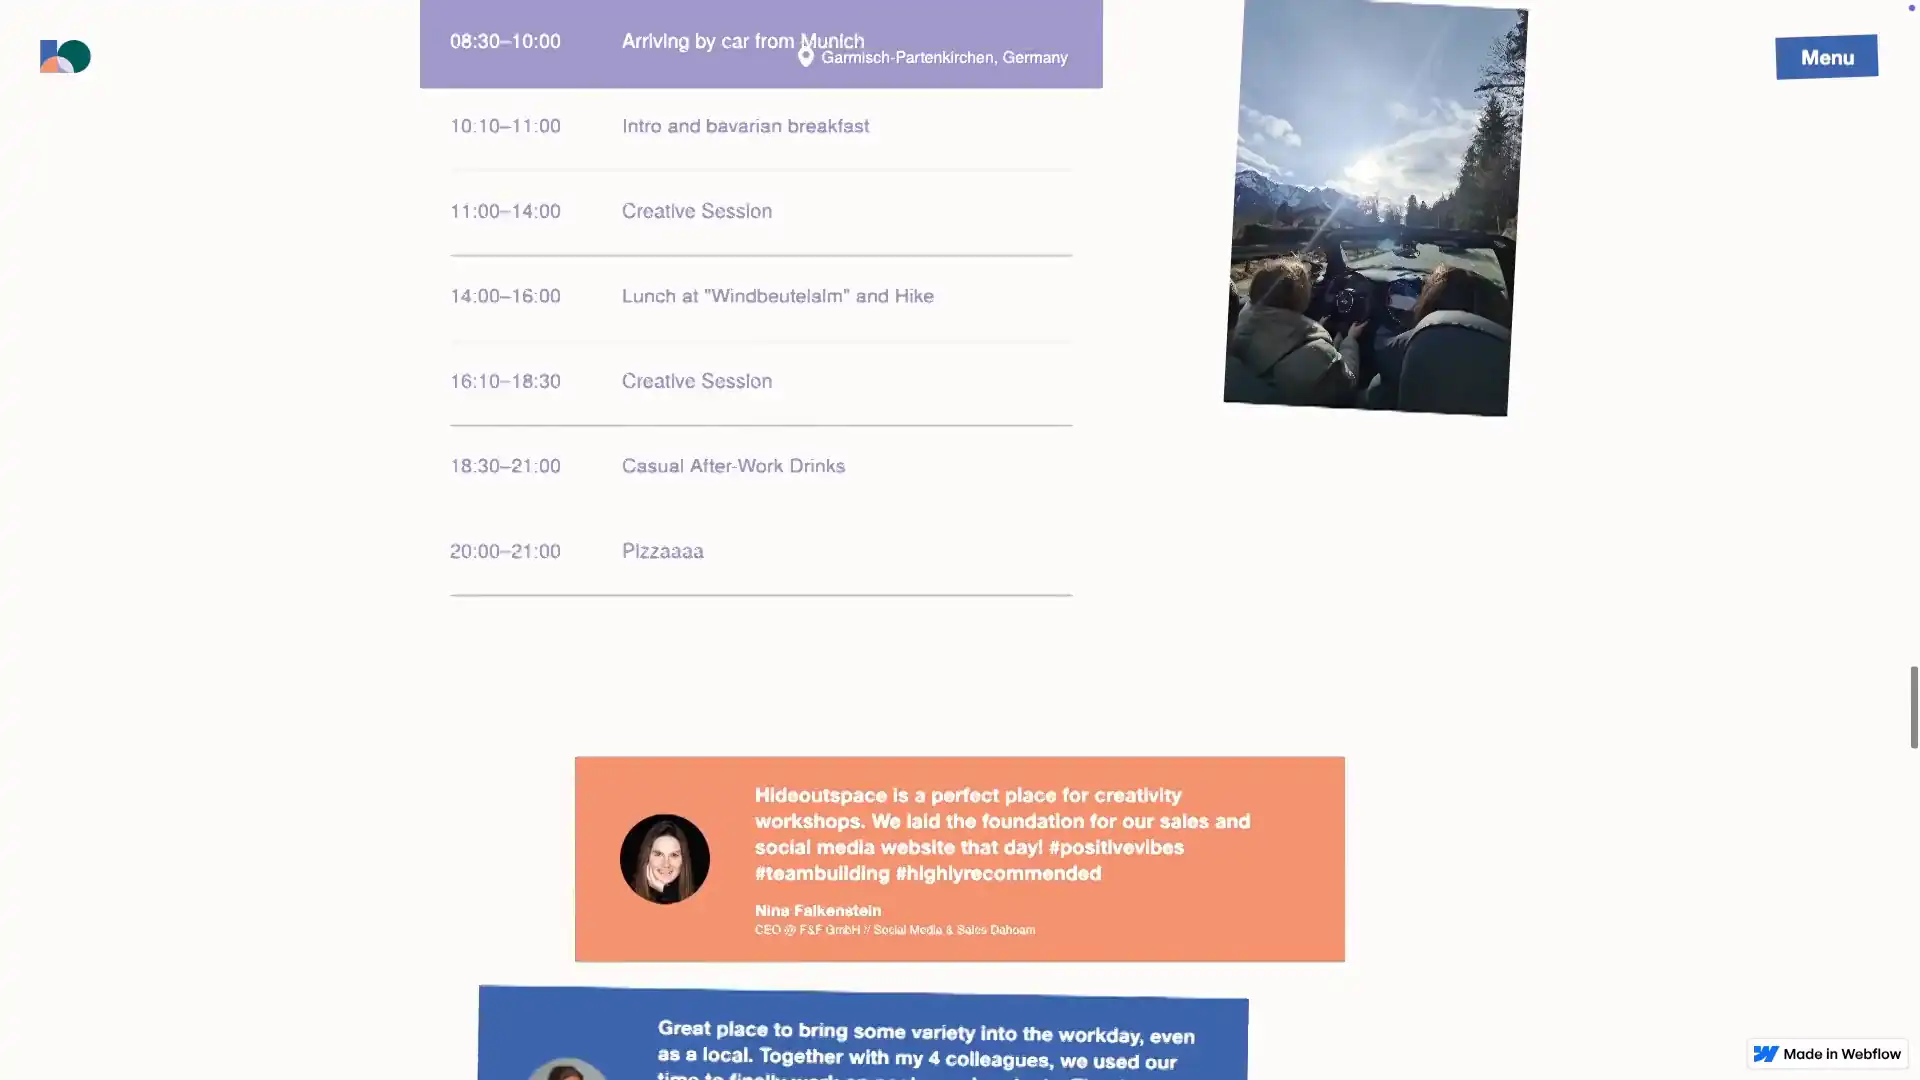 Menu
08:30–10:00 Arriving by car from Munich
Garmisch-Partenkirchen, Germany
10:10–11:00 Intro and bavarian breakfast
11:00–14:00 Creative Session
14:00–16:00 Lunch at "Windbeutelalm" and Hike
16:10–18:30 Creative Session
18:30–21:00 Casual After-Work Drinks
20:00–21:00 Pizzaaaa
Hideoutspace is a perfect place for creativity
workshops. We laid the foundation for our sales and
social media website that day! #positivevibes
#teambuilding #highlyrecommended
Nina Falkenstein
CEO @ F&F GmbH // Social Media & Sales Dahoam
Great place to bring some variety into the workday, even
as a local. Together with my 4 colleagues, we used our
time to finally work on
Made in Webflow